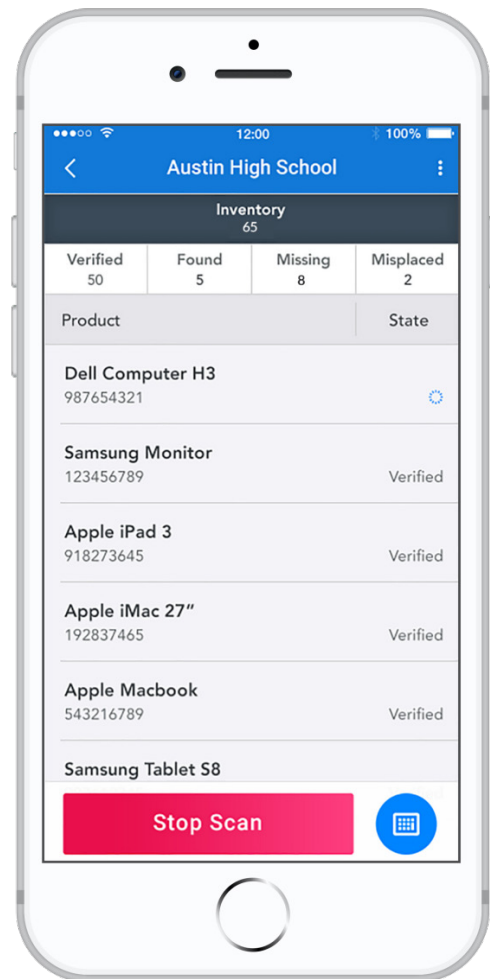 12:00
100%
Austin High School
Inventory
65
Verified Found Missing Misplaced
50 5 8 2
Product State
Dell Computer H3
987654321
Samsung Monitor
123456789 Verified
Apple iPad 3
918273645 Verified
Apple iMac 27“
192837465 Verified
Apple Macbook
543216789 Verified
Samsung Tablet S8
Stop Scan